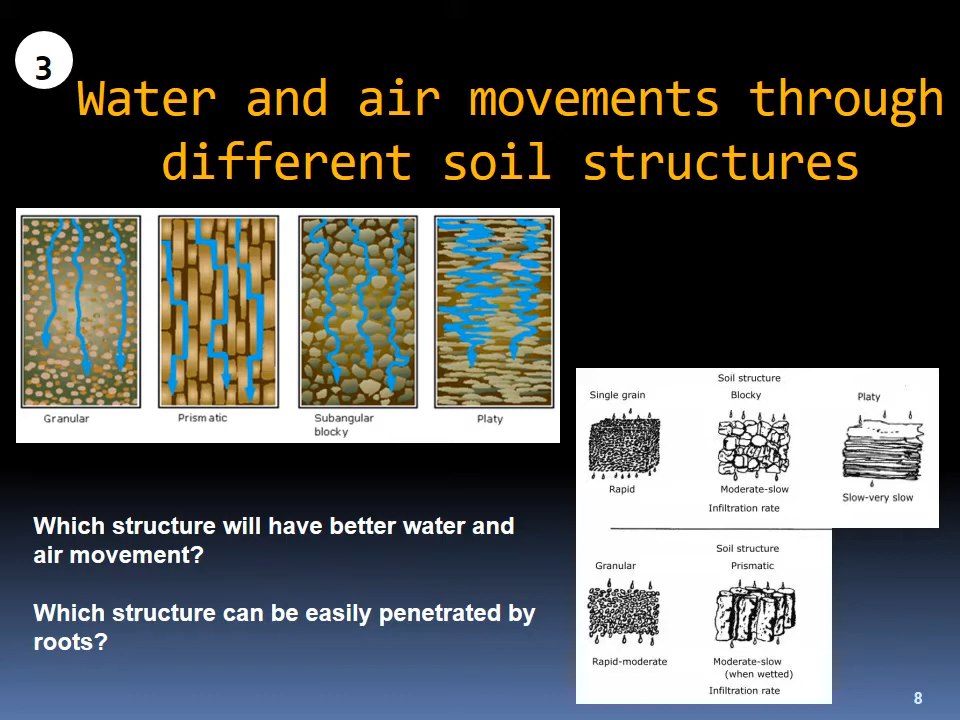 3
Water and air movements through
different soil structures
Granular
Prismatic
Subangular
blocky
Platy
Soil structure
Single grain
Blocky
Platy
Rapid
Moderate-slow
Slow-very slow
Infiltration rate
Soil structure
Granular
Prismatic
Rapid-moderate
Moderate-slow
(when wetted)
Infiltration rate
Which structure will have better water and
air movement?
Which structure can be easily penetrated by
roots?
8